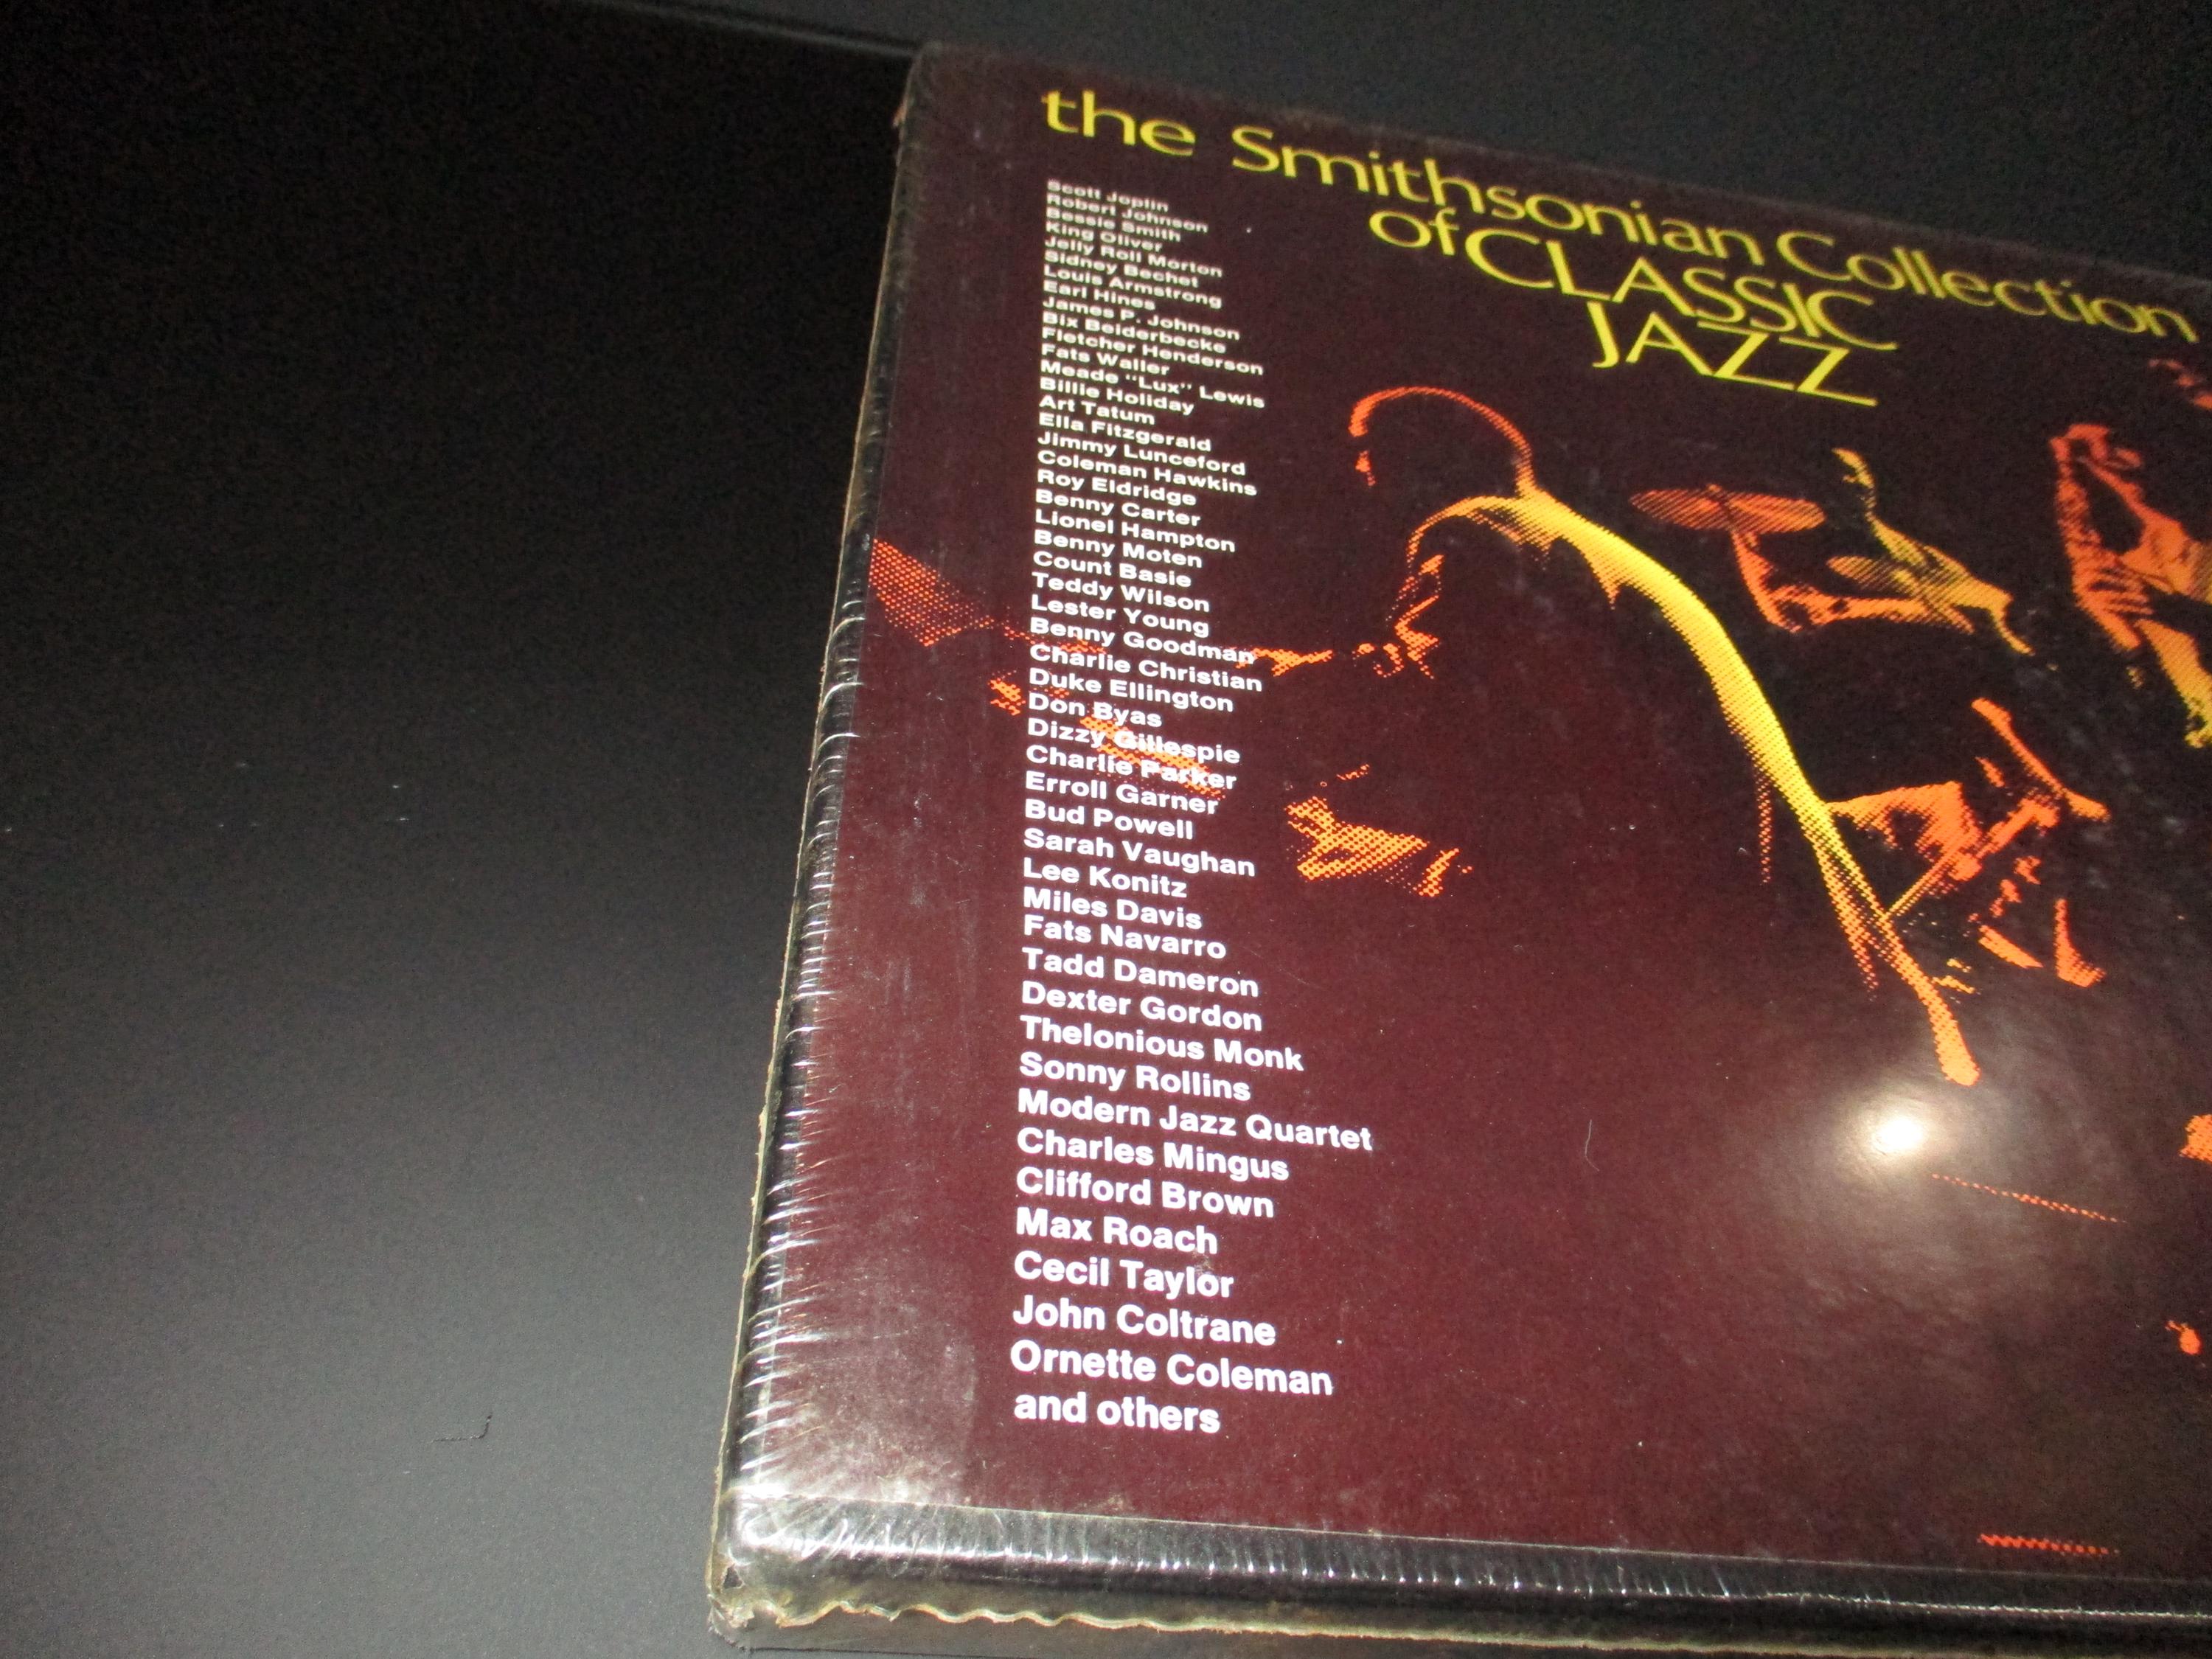 the Smithsonian Collection
of CLASSIC
JAZZ
Scott Joplin
Robert Johnson
Bessie Smith
King Oliver
Jelly Roll Morton
Sidney Bechet
Louis Armstrong
Earl Hines
James P. Johnson
Bix Beiderbecke
Fletcher Henderson
Fats Waller
Meade "Lux" Lewis
Billie Holiday
Art Tatum
Ella Fitzgerald
Jimmy Lunceford
Coleman Hawkins
Roy Eldridge
Benny Carter
Lionel Hampton
Benny Moten
Count Basie
Teddy Wilson
Lester Young
Benny Goodman
Charlie Christian
Duke Ellington
Don Byas
Dizzy Gillespie
Charlie Parker
Erroll Garner
Bud Powell
Sarah Vaughan
Lee Konitz
Miles Davis
Fats Navarro
Tadd Dameron
Dexter Gordon
Thelonious Monk
Sonny Rollins
Modern Jazz Quartet
Charles Mingus
Clifford Brown
Max Roach
Cecil Taylor
John Coltrane
Ornette Coleman
and others